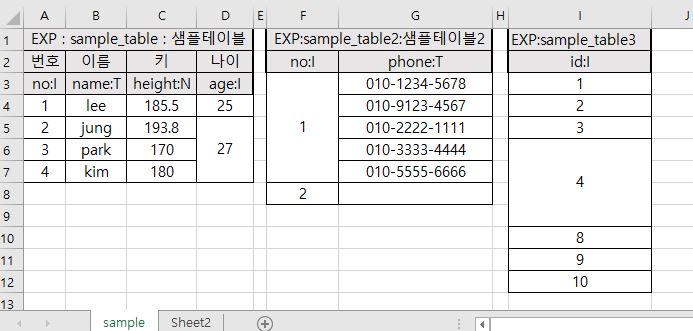 A B C D E F G H I J
1 EXP : sample_table : 샘플테이블 EXP:sample_table2:샘플테이블2 EXP:sample_table3
2 번호 이름 키 나이 no:I phone:T id:I
3 no:I name:T height:N age:I 010-1234-5678 1
4 1 lee 185.5 25 010-9123-4567 2
5 2 jung 193.8 1 010-2222-1111 3
6 3 park 170 27 010-3333-4444 4
7 4 kim 180 010-5555-6666
8 2
9
10 8
11 9
12 10
13
sample Sheet2